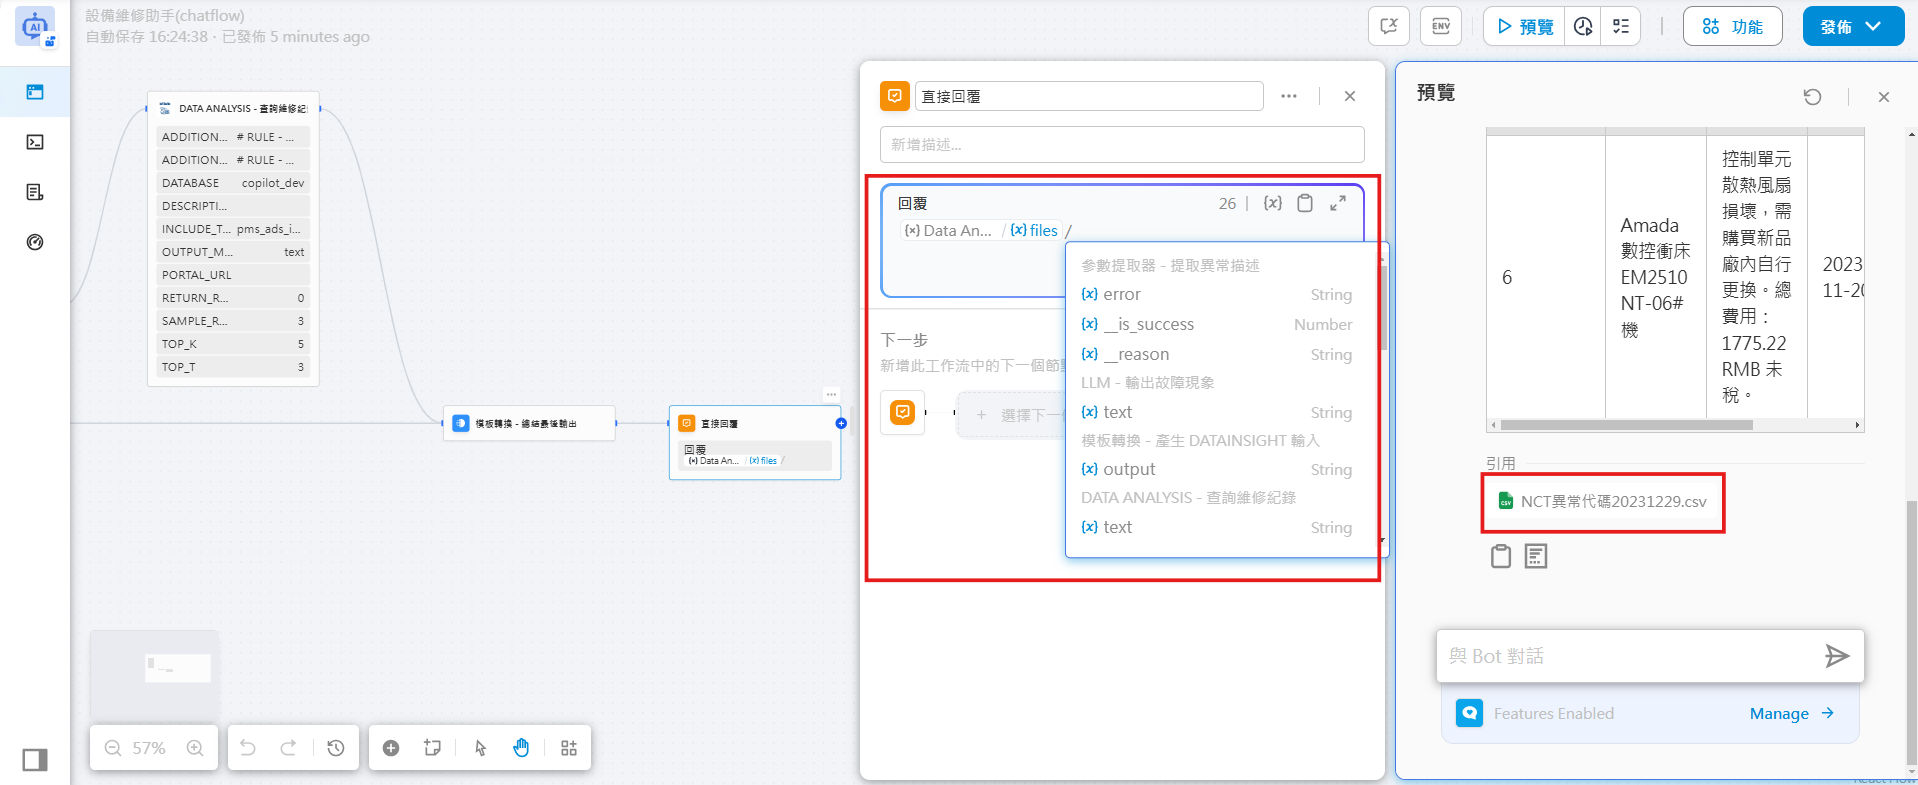 設備維修助手(chatflow)
自動保存 16:24:38 · 已發佈 5 minutes ago
ENV
預覽
功能
發佈
DATA ANALYSIS - 查詢維修紀
ADDITION... # RULE - ...
ADDITION... # RULE - ...
DATABASE copilot_dev
DESCRIPTI...
INCLUDE_T... pms_ads_i...
OUTPUT_M... text
PORTAL_URL
RETURN_R... 0
SAMPLE_R... 3
TOP_K 5
TOP_T 3
模板轉換 - 總結最後輸出
直接回覆
回覆
{x} Data An... / {x} files /
57%
直接回覆
新增描述...
回覆
26
{x} Data An... / {x} files /
參數提取器 - 提取異常描述
{x} error String
{x} __is_success Number
{x} __reason String
LLM - 輸出故障現象
{x} text String
模板轉換 - 產生 DATAINSIGHT 輸入
{x} output String
DATA ANALYSIS - 查詢維修紀錄
{x} text String
下一步
新增此工作流中的下一個節
選擇下一
預覽
6
Amada
數控衝床
EM2510
NT-06#
機
控制單元
散熱風扇
損壞，需
購買新品
廠內自行
更換。總
費用：
1775.22
RMB 未
稅。
2023
11-20
引用
CSV
NCT異常代碼20231229.csv
與 Bot 對話
Features Enabled
Manage
React Flow